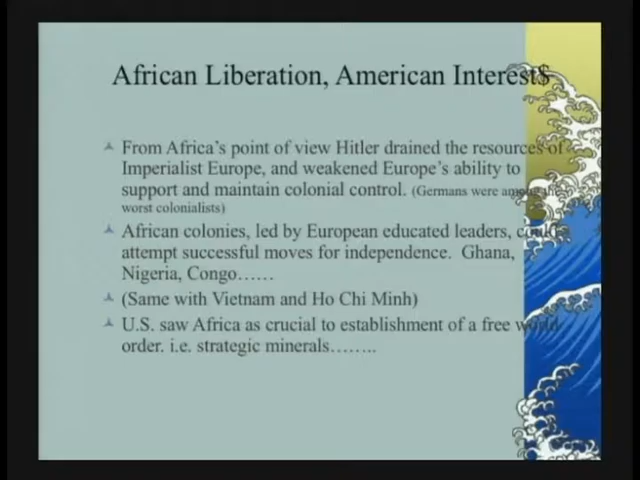 African Liberation, American Interest$
From Africa's point of view Hitler drained the resources of
Imperialist Europe, and weakened Europe's ability to
support and maintain colonial control. (Germans were among the
worst colonialists)
African colonies, led by European educated leaders, could
attempt successful moves for independence. Ghana,
Nigeria, Congo……
(Same with Vietnam and Ho Chi Minh)
U.S. saw Africa as crucial to establishment of a free world
order. i.e. strategic minerals……..